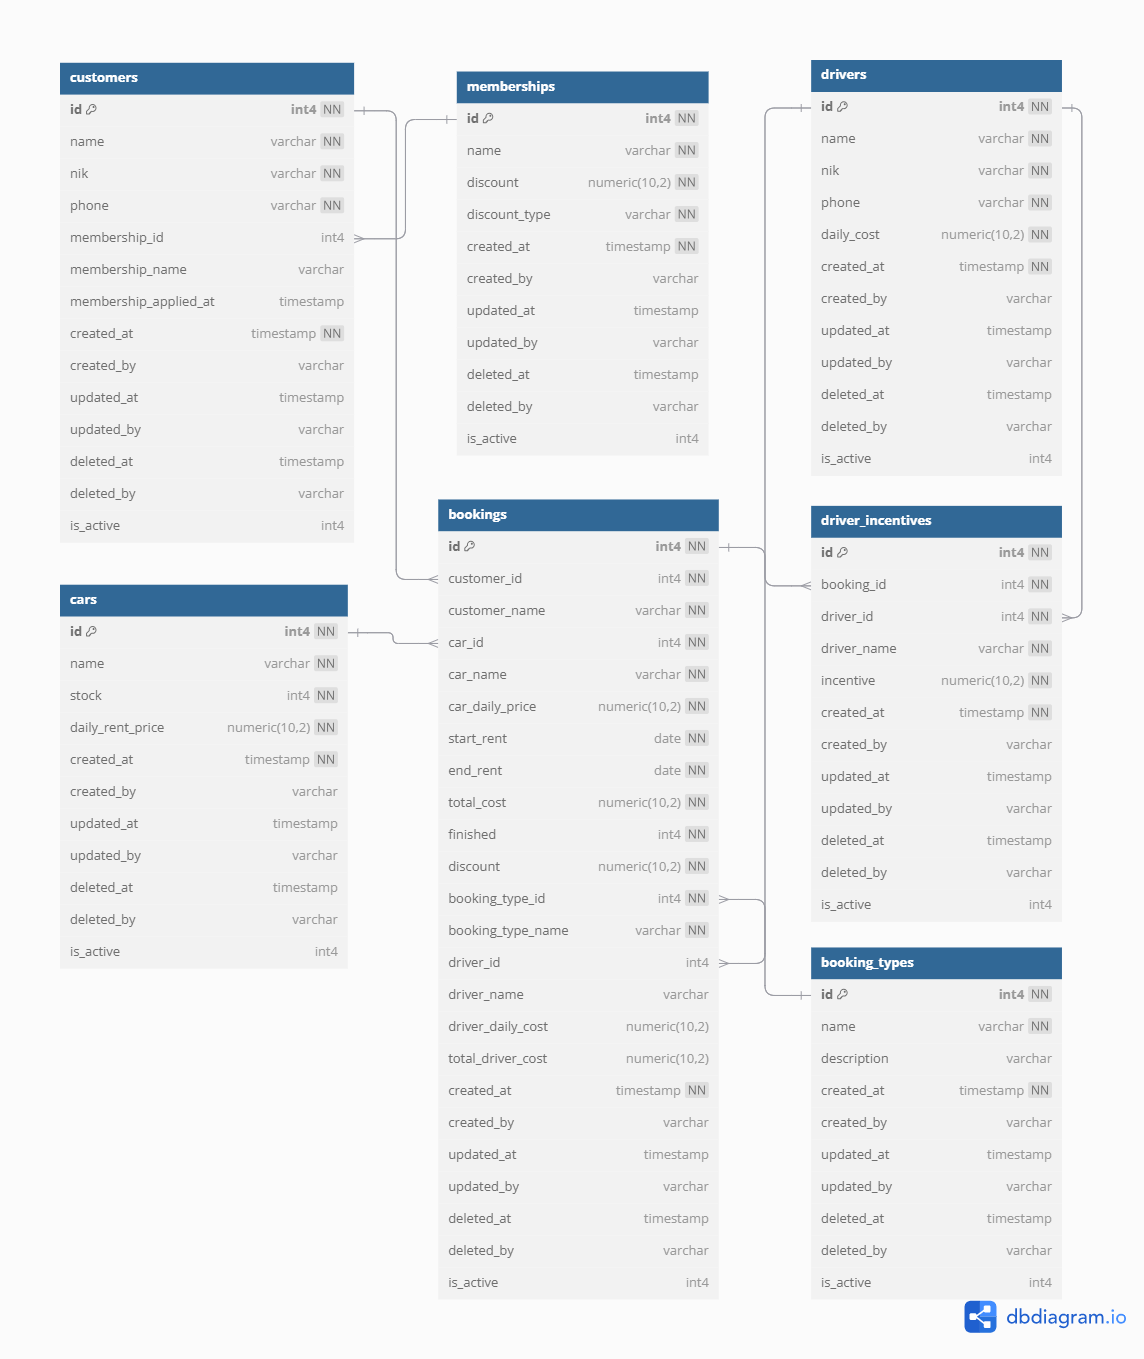 customers
id int4 NN
name varchar NN
nik varchar NN
phone varchar NN
membership_id int4
membership_name varchar
membership_applied_at timestamp
created_at timestamp NN
created_by varchar
updated_at timestamp
updated_by varchar
deleted_at timestamp
deleted_by varchar
is_active int4
memberships
id int4 NN
name varchar NN
discount numeric(10,2) NN
discount_type varchar NN
created_at timestamp NN
created_by varchar
updated_at timestamp
updated_by varchar
deleted_at timestamp
deleted_by varchar
is_active int4
drivers
id int4 NN
name varchar NN
nik varchar NN
phone varchar NN
daily_cost numeric(10,2) NN
created_at timestamp NN
created_by varchar
updated_at timestamp
updated_by varchar
deleted_at timestamp
deleted_by varchar
is_active int4
cars
id int4 NN
name varchar NN
stock int4 NN
daily_rent_price numeric(10,2) NN
created_at timestamp NN
created_by varchar
updated_at timestamp
updated_by varchar
deleted_at timestamp
deleted_by varchar
is_active int4
bookings
id int4 NN
customer_id int4 NN
customer_name varchar NN
car_id int4 NN
car_name varchar NN
car_daily_price numeric(10,2) NN
start_rent date NN
end_rent date NN
total_cost numeric(10,2) NN
finished int4 NN
discount numeric(10,2) NN
booking_type_id int4 NN
booking_type_name varchar NN
driver_id int4
driver_name varchar
driver_daily_cost numeric(10,2)
total_driver_cost numeric(10,2)
created_at timestamp NN
created_by varchar
updated_at timestamp
updated_by varchar
deleted_at timestamp
deleted_by varchar
is_active int4
driver_incentives
id int4 NN
booking_id int4 NN
driver_id int4 NN
driver_name varchar NN
incentive numeric(10,2) NN
created_at timestamp NN
created_by varchar
updated_at timestamp
updated_by varchar
deleted_at timestamp
deleted_by varchar
is_active int4
booking_types
id int4 NN
name varchar NN
description varchar
created_at timestamp NN
created_by varchar
updated_at timestamp
updated_by varchar
deleted_at timestamp
deleted_by varchar
is_active int4
dbdiagram.io